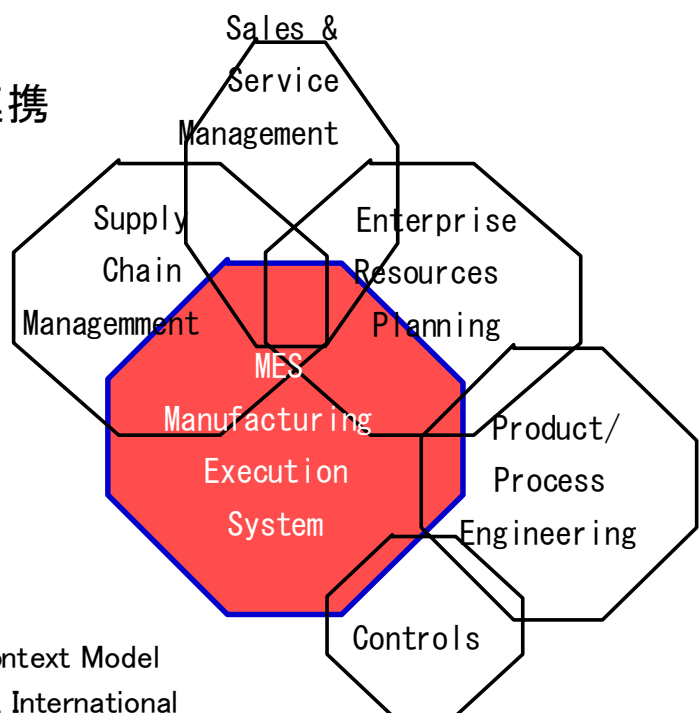 携
Sales &
Service
Management
Supply
Chain
Managemment
Enterprise
Resources
Planning
MES
Manufacturing
Execution
System
Product/
Process
Engineering
Controls
ontext Model
International